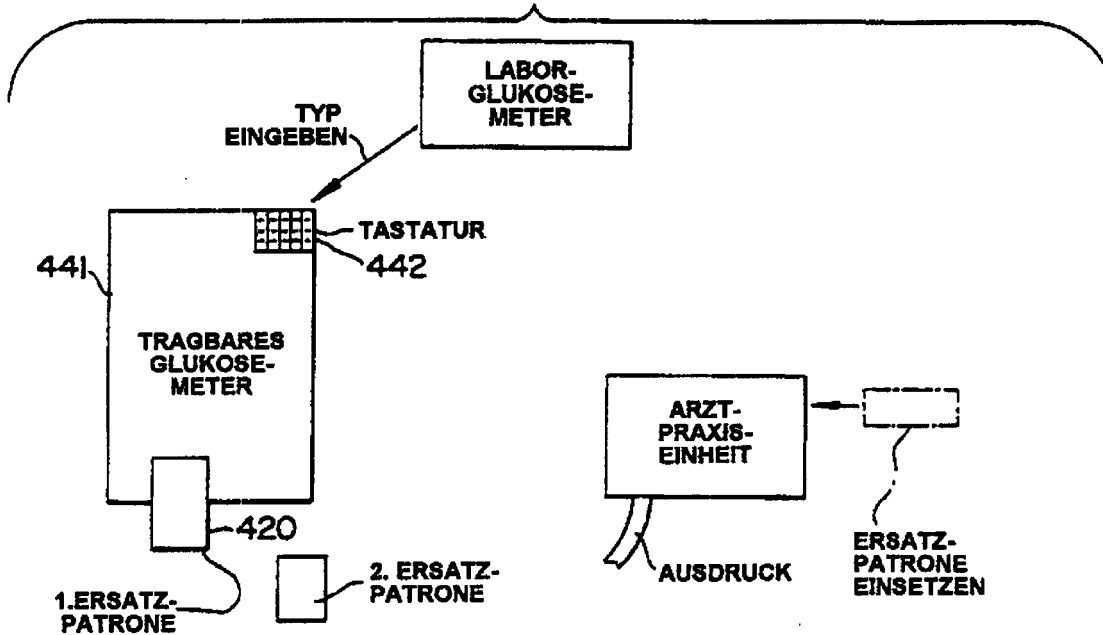 LABOR-
GLUKOSE-
METER
TYP
EINGEBEN
TASTATUR
442
441
TRAGBARES
GLUKOSE-
METER
420
1.ERSATZ-
PATRONE
2. ERSATZ-
PATRONE
ARZT-
PRAXIS-
EINHEIT
AUSDRUCK
ERSATZ-
PATRONE
EINSETZEN